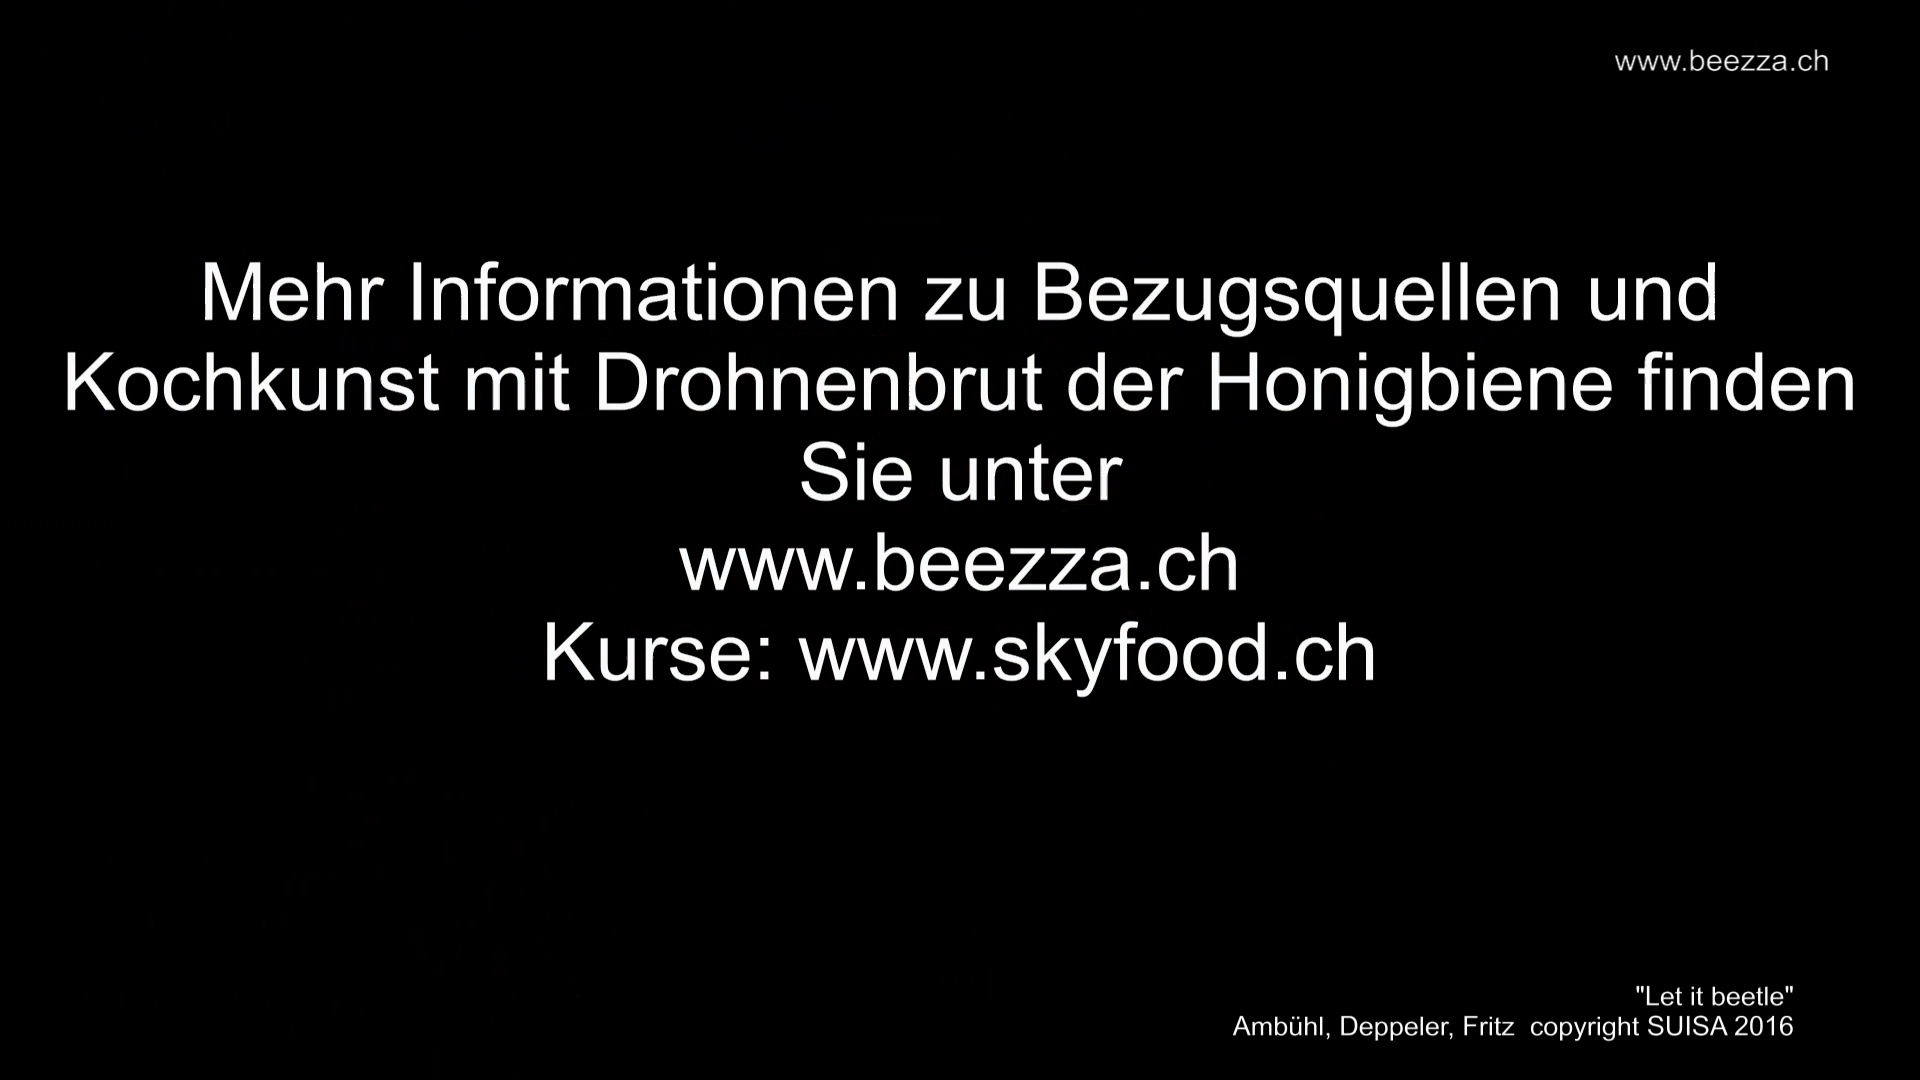 www.beezza.ch
Mehr Informationen zu Bezugsquellen und
Kochkunst mit Drohnenbrut der Honigbiene finden
Sie unter
www.beezza.ch
Kurse: www.skyfood.ch
"Let it beetle"
Ambühl, Deppeler, Fritz  copyright SUISA 2016